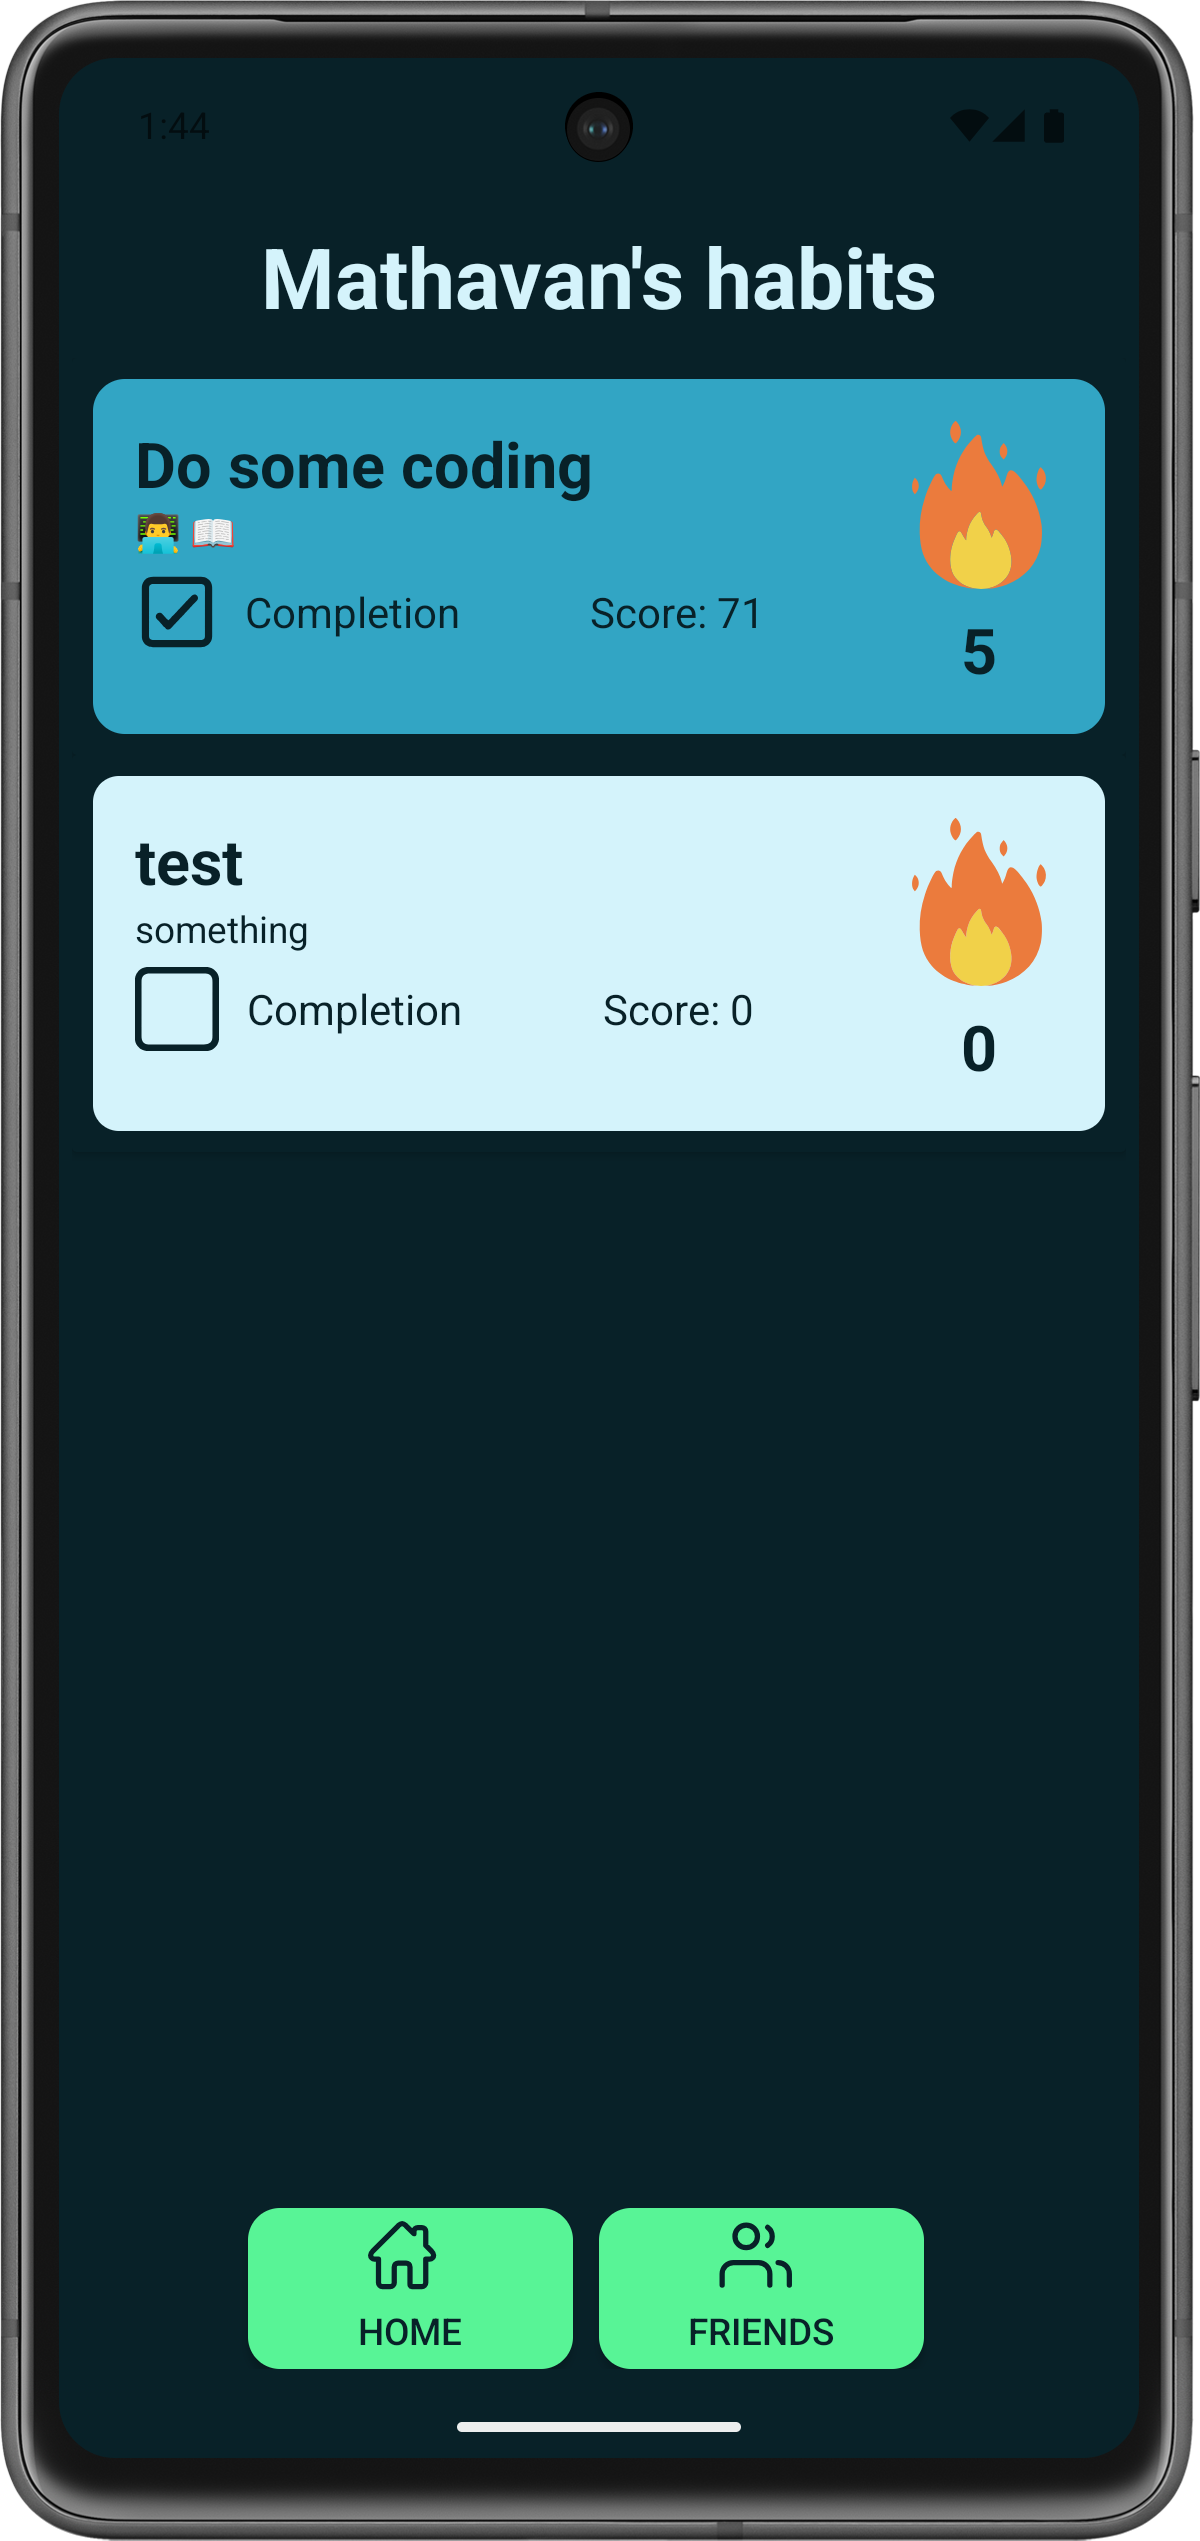 1:44
Mathavan's habits
Do some coding
👨‍💻 📖
Completion Score: 71
5
test
something
Completion Score: 0
0
HOME FRIENDS